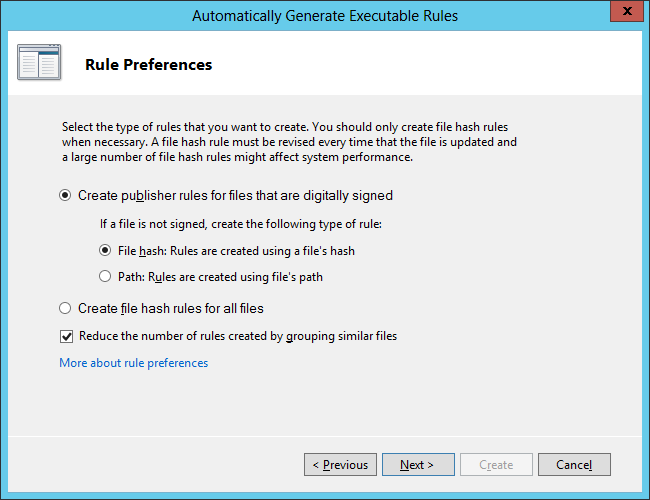 Automatically Generate Executable Rules
x
Rule Preferences
Select the type of rules that you want to create. You should only create file hash rules
when necessary. A file hash rule must be revised every time that the file is updated and
a large number of file hash rules might affect system performance.
Create publisher rules for files that are digitally signed
If a file is not signed, create the following type of rule:
File hash: Rules are created using a file's hash
Path: Rules are created using file's path
Create file hash rules for all files
Reduce the number of rules created by grouping similar files
More about rule preferences
< Previous
Next >
Create
Cancel